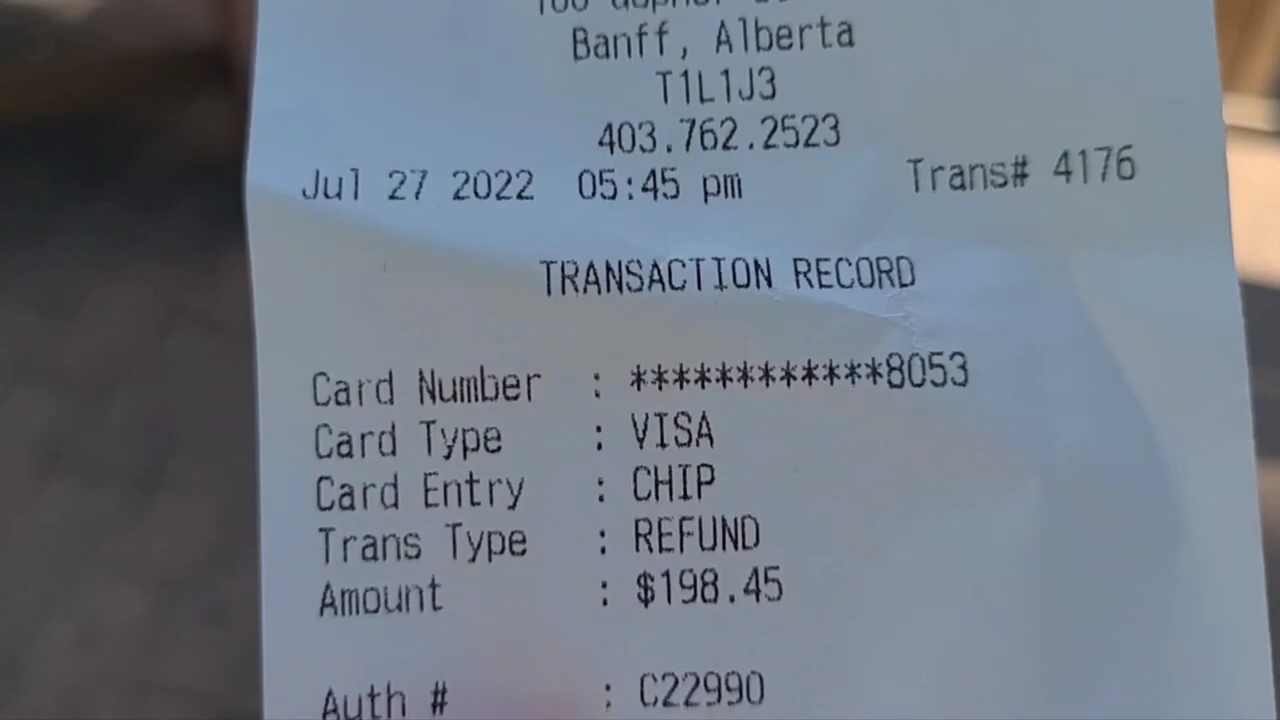 Banff, Alberta
T1L1J3
403.762.2523
Jul 27 2022 05:45 pm Trans# 4176
TRANSACTION RECORD
Card Number : ************8053
Card Type : VISA
Card Entry : CHIP
Trans Type : REFUND
Amount : $198.45
Auth # : C22990